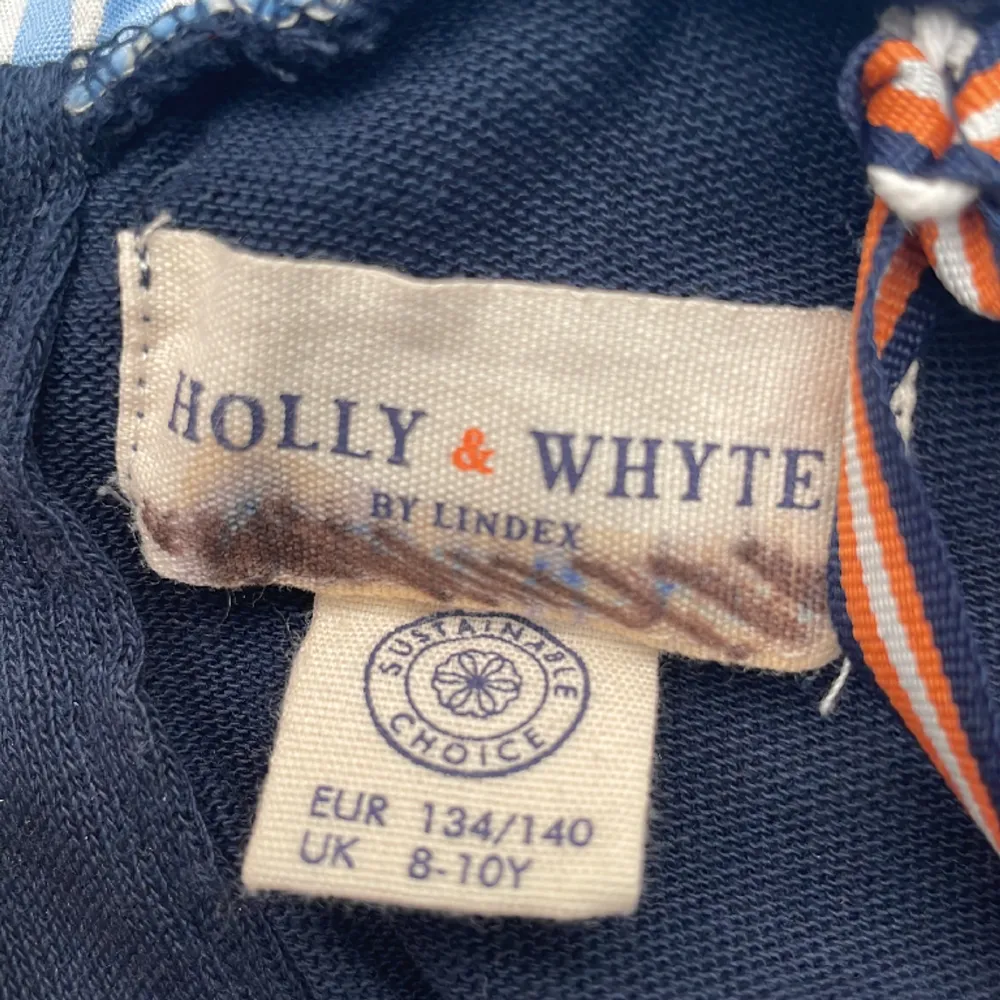 HOLLY & WHYTE
BY LINDEX
SUSTAINABLE
CHOICE
EUR 134/140
UK 8-10Y